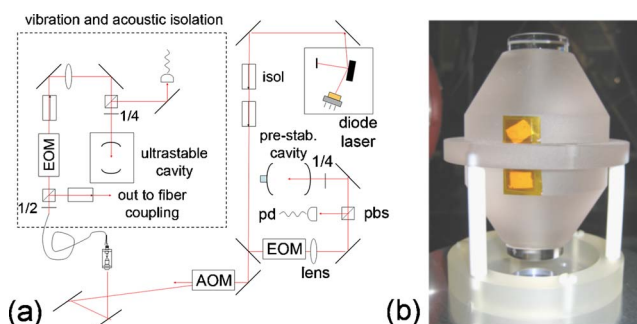 vibration and acoustic isolation
isol
1/4
diode
laser
EOM
ultrastable
cavity
pre-stab.
cavity
1/4
1/2
out to fiber
coupling
pd
pbs
EOM
lens
AOM
(a)
(b)